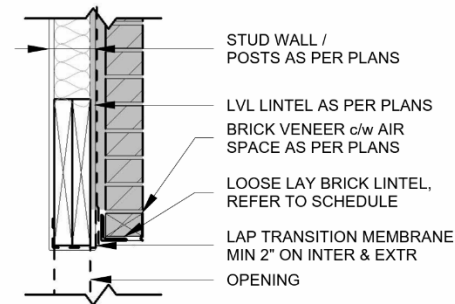 STUD WALL /
POSTS AS PER PLANS
LVL LINTEL AS PER PLANS
BRICK VENEER c/w AIR
SPACE AS PER PLANS
LOOSE LAY BRICK LINTEL,
REFER TO SCHEDULE
LAP TRANSITION MEMBRANE
MIN 2" ON INTER & EXTR
OPENING